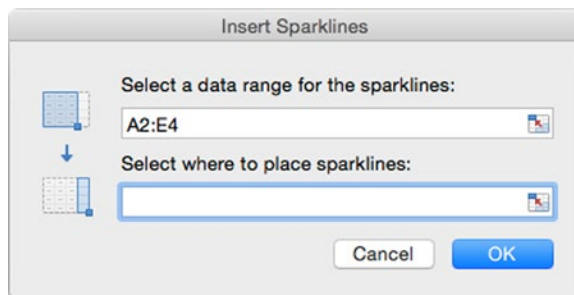 Insert Sparklines
Select a data range for the sparklines:
A2:E4
Select where to place sparklines:
Cancel OK